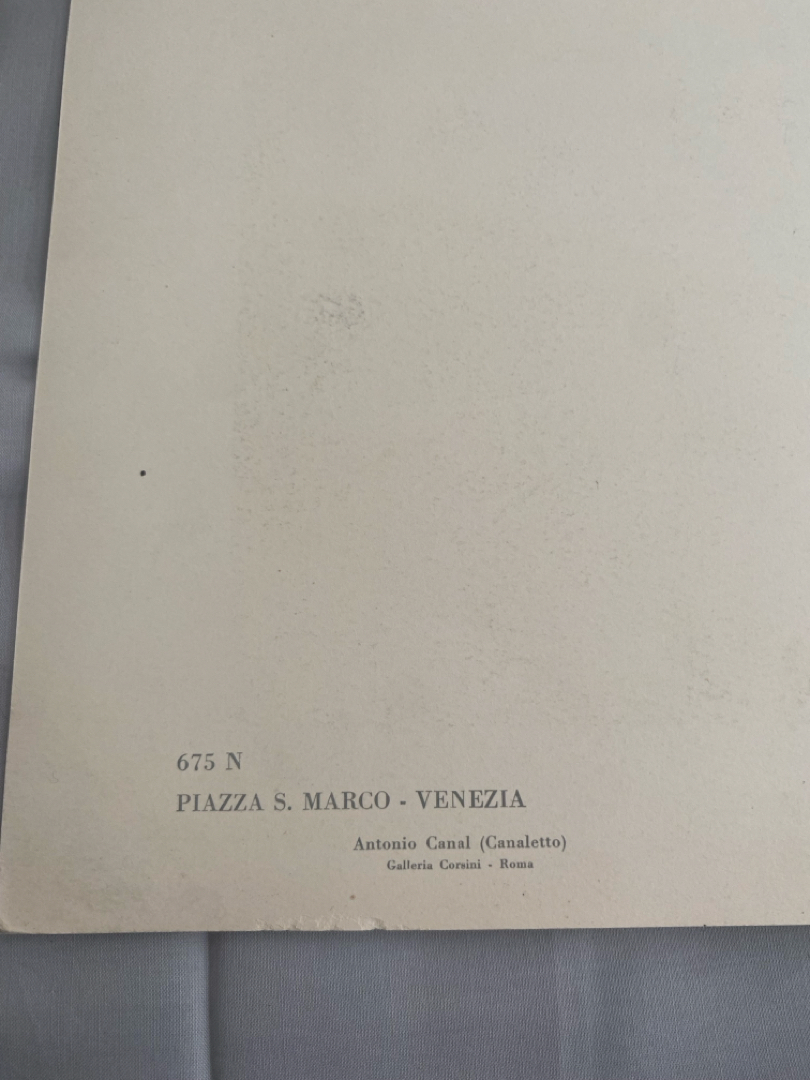 675 N
PIAZZA S. MARCO - VENEZIA
Antonio Canal (Canaletto)
Galleria Corsini - Roma